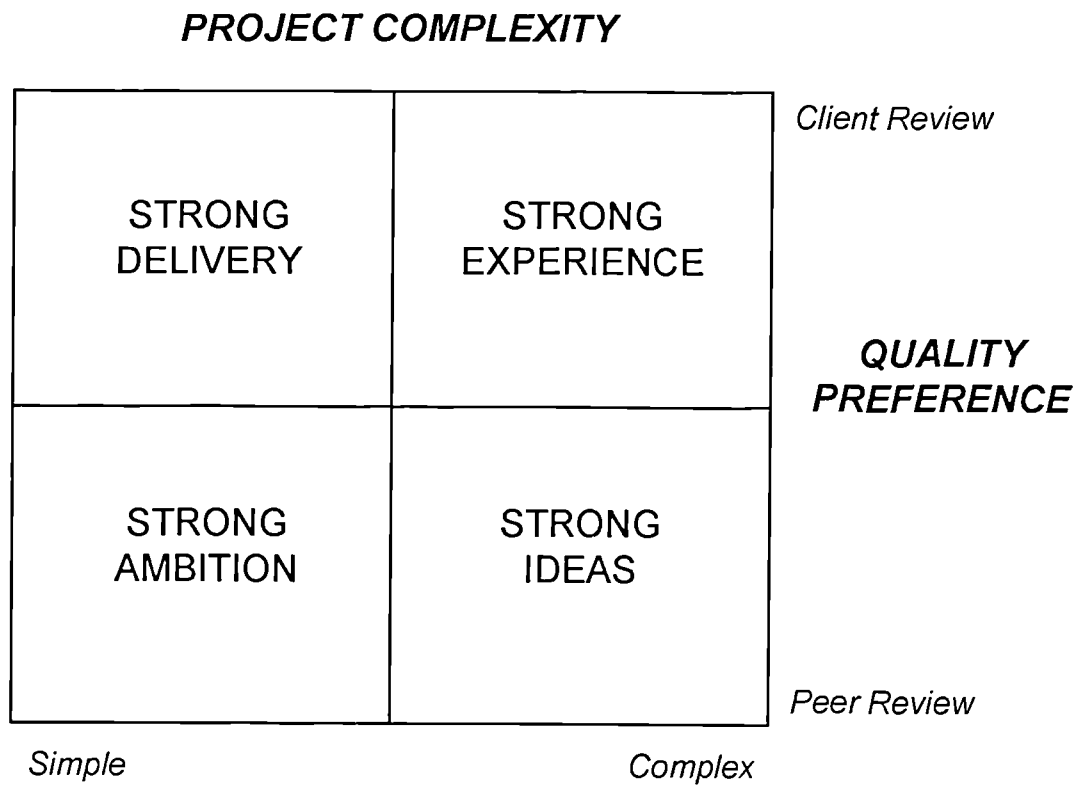 PROJECT COMPLEXITY
Client Review
STRONG
DELIVERY
STRONG
EXPERIENCE
QUALITY
PREFERENCE
STRONG
AMBITION
STRONG
IDEAS
Peer Review
Simple
Complex